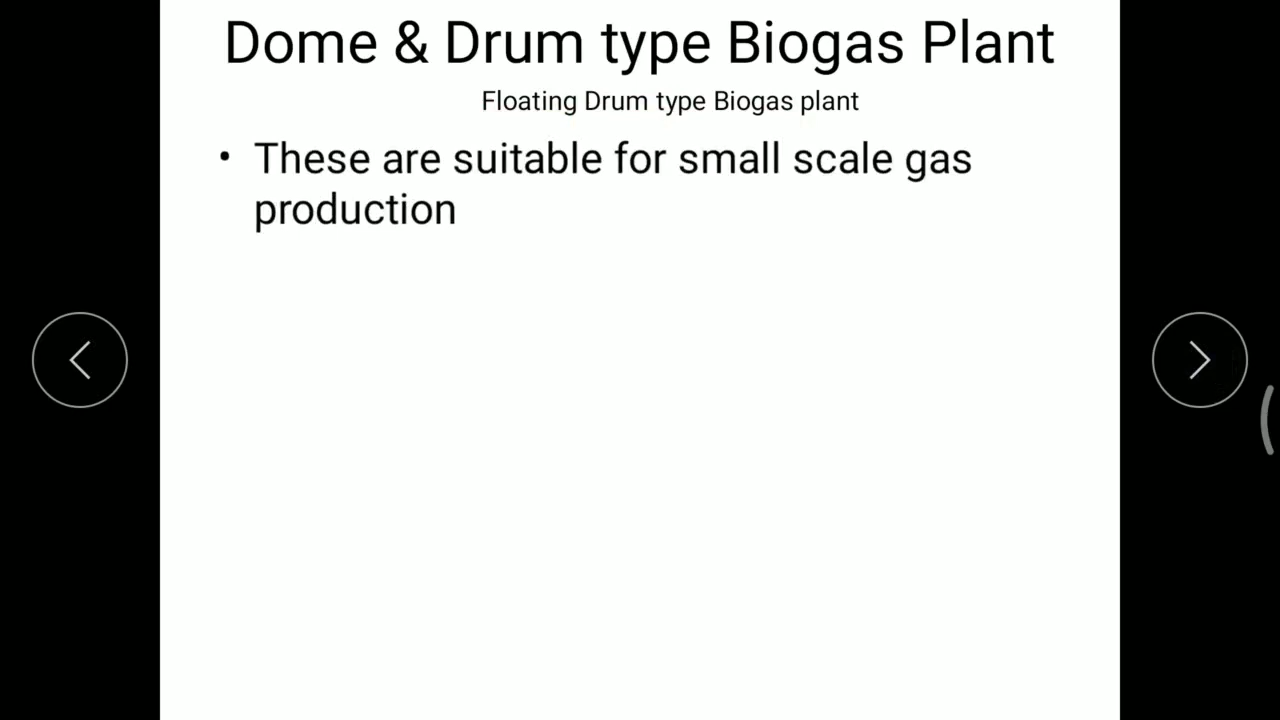 Dome & Drum type Biogas Plant
Floating Drum type Biogas plant
• These are suitable for small scale gas
production